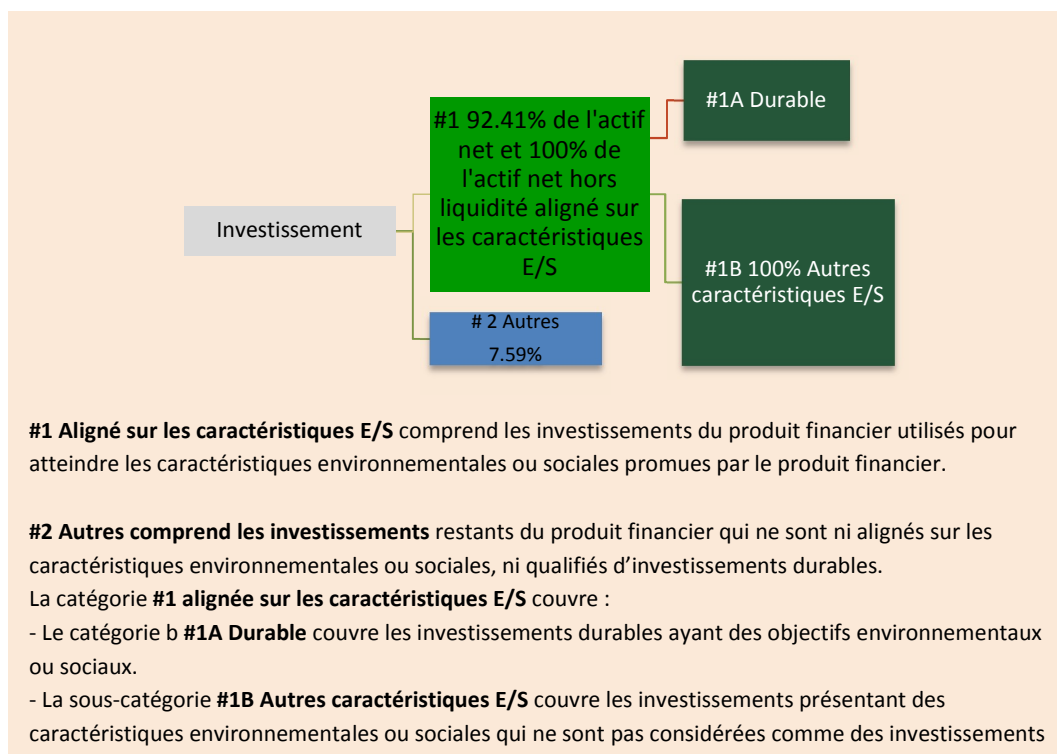 Investissement
#1 92.41% de l'actif
net et 100% de
l'actif net hors
liquidité aligné sur
les caractéristiques
E/S
# 2 Autres
7.59%
#1A Durable
#1B 100% Autres
caractéristiques E/S
#1 Aligné sur les caractéristiques E/S comprend les investissements du produit financier utilisés pour
atteindre les caractéristiques environnementales ou sociales promues par le produit financier.
#2 Autres comprend les investissements restants du produit financier qui ne sont ni alignés sur les
caractéristiques environnementales ou sociales, ni qualifiés d’investissements durables.
La catégorie #1 alignée sur les caractéristiques E/S couvre :
- Le catégorie b #1A Durable couvre les investissements durables ayant des objectifs environnementaux
ou sociaux.
- La sous-catégorie #1B Autres caractéristiques E/S couvre les investissements présentant des
caractéristiques environnementales ou sociales qui ne sont pas considérées comme des investissements